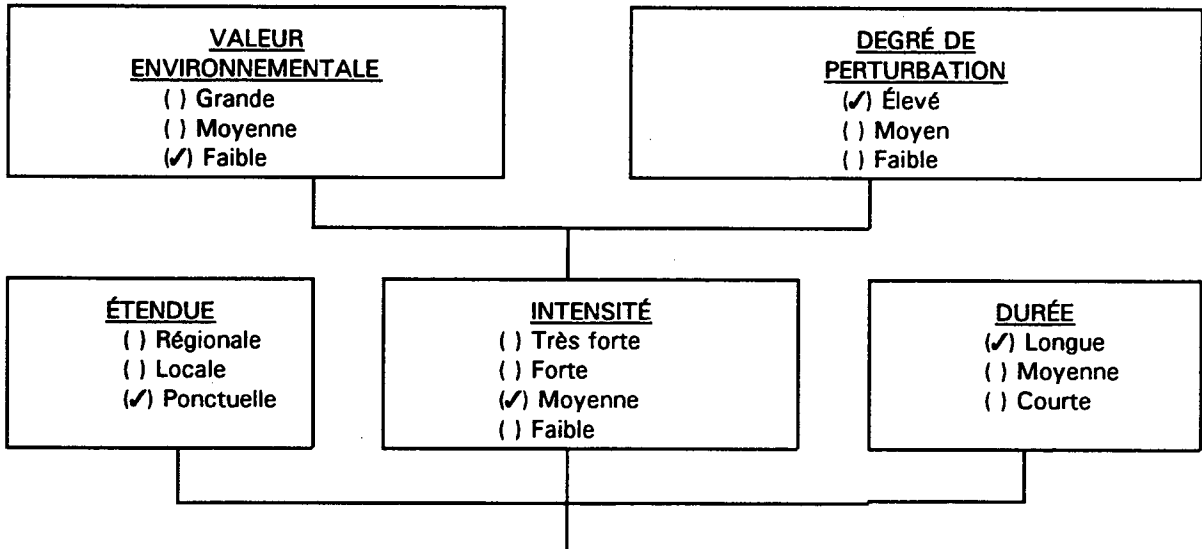 VALEUR
ENVIRONNEMENTALE
( ) Grande
( ) Moyenne
(✓) Faible
DEGRÉ DE
PERTURBATION
(✓) Élevé
( ) Moyen
( ) Faible
ÉTENDUE
( ) Régionale
( ) Locale
(✓) Ponctuelle
INTENSITÉ
( ) Très forte
( ) Forte
(✓) Moyenne
( ) Faible
DURÉE
(✓) Longue
( ) Moyenne
( ) Courte